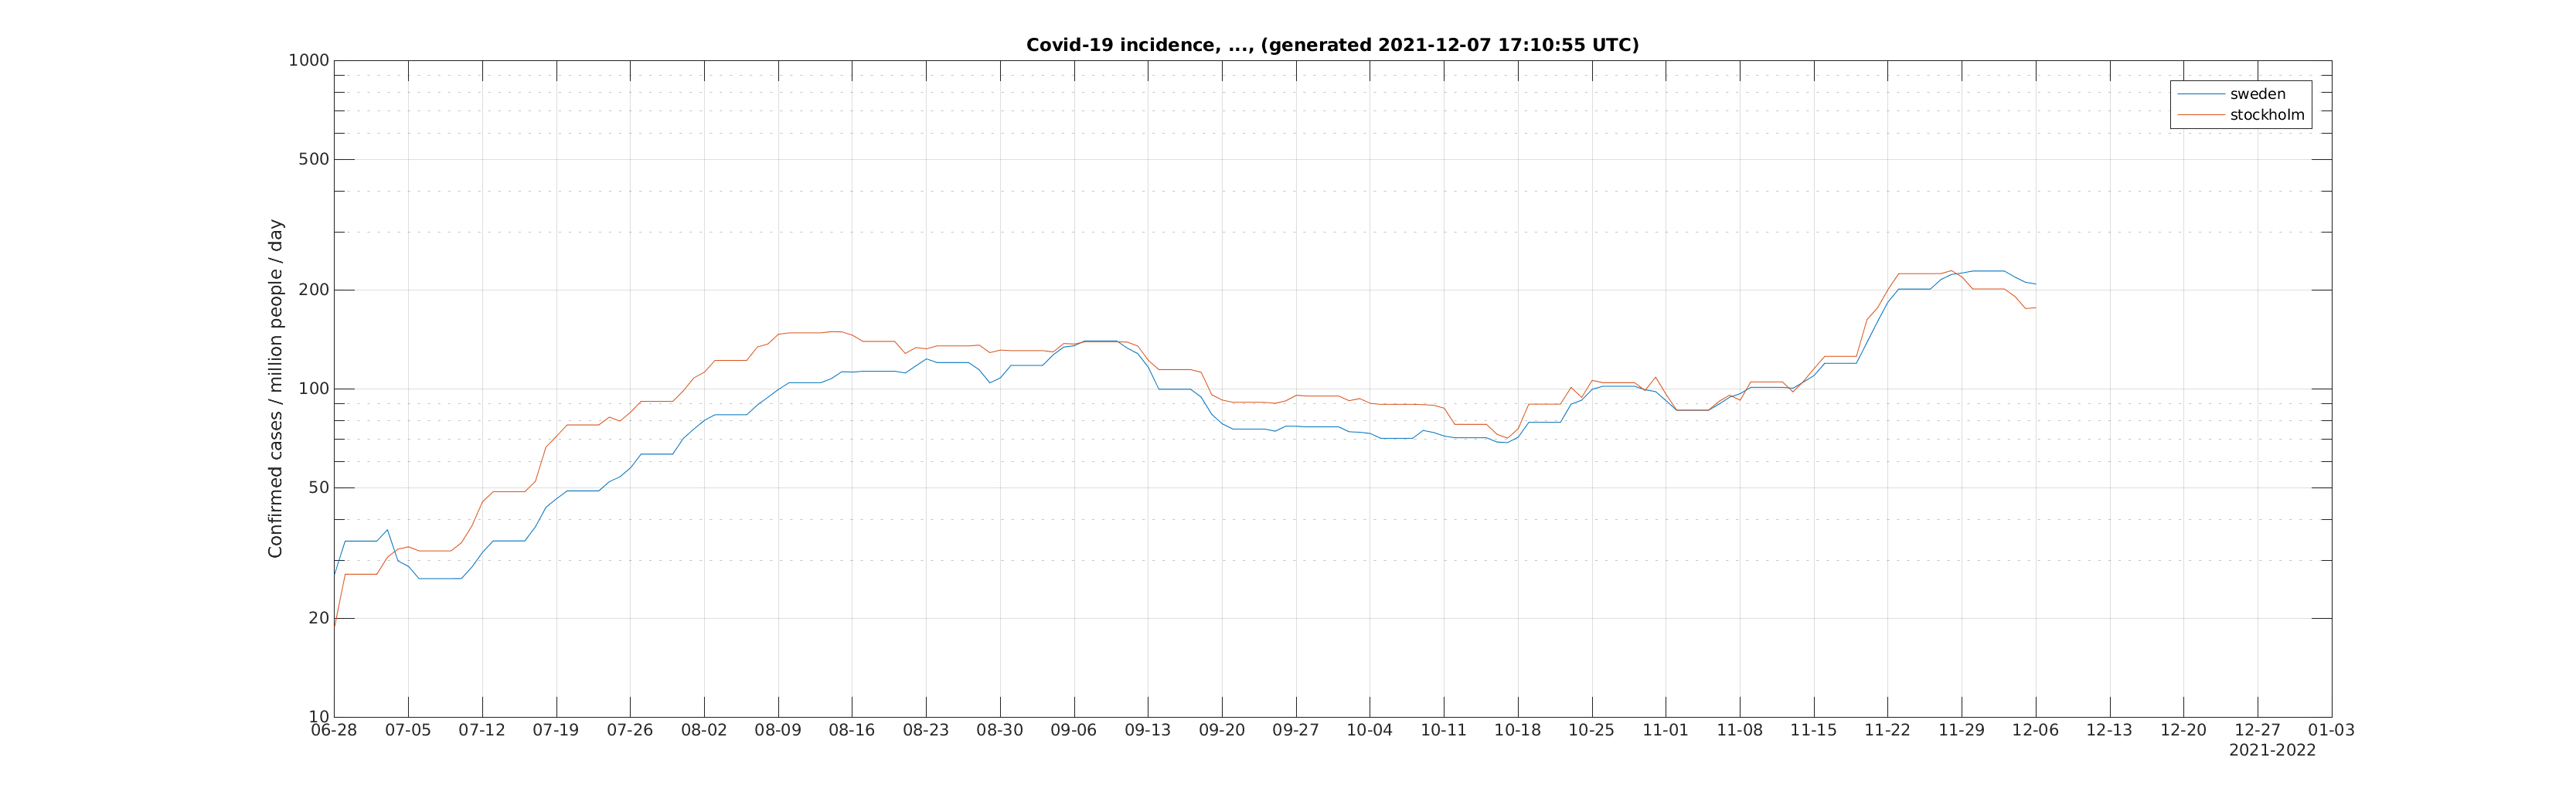 Covid-19 incidence, ..., (generated 2021-12-07 17:10:55 UTC)
1000
500
200
100
50
20
10
Confirmed cases / million people / day
sweden
stockholm
06-28 07-05 07-12 07-19 07-26 08-02 08-09 08-16 08-23 08-30 09-06 09-13 09-20 09-27 10-04 10-11 10-18 10-25 11-01 11-08 11-15 11-22 11-29 12-06 12-13 12-20 12-27 01-03
2021-2022